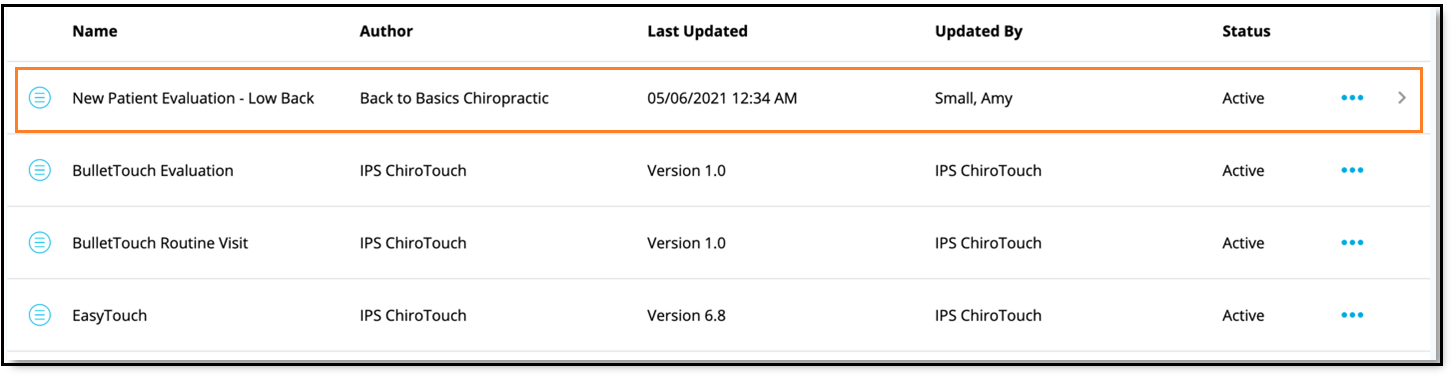 Name Author Last Updated Updated By Status
New Patient Evaluation - Low Back Back to Basics Chiropractic 05/06/2021 12:34 AM Small, Amy Active
BulletTouch Evaluation IPS ChiroTouch Version 1.0 IPS ChiroTouch Active
BulletTouch Routine Visit IPS ChiroTouch Version 1.0 IPS ChiroTouch Active
EasyTouch IPS ChiroTouch Version 6.8 IPS ChiroTouch Active